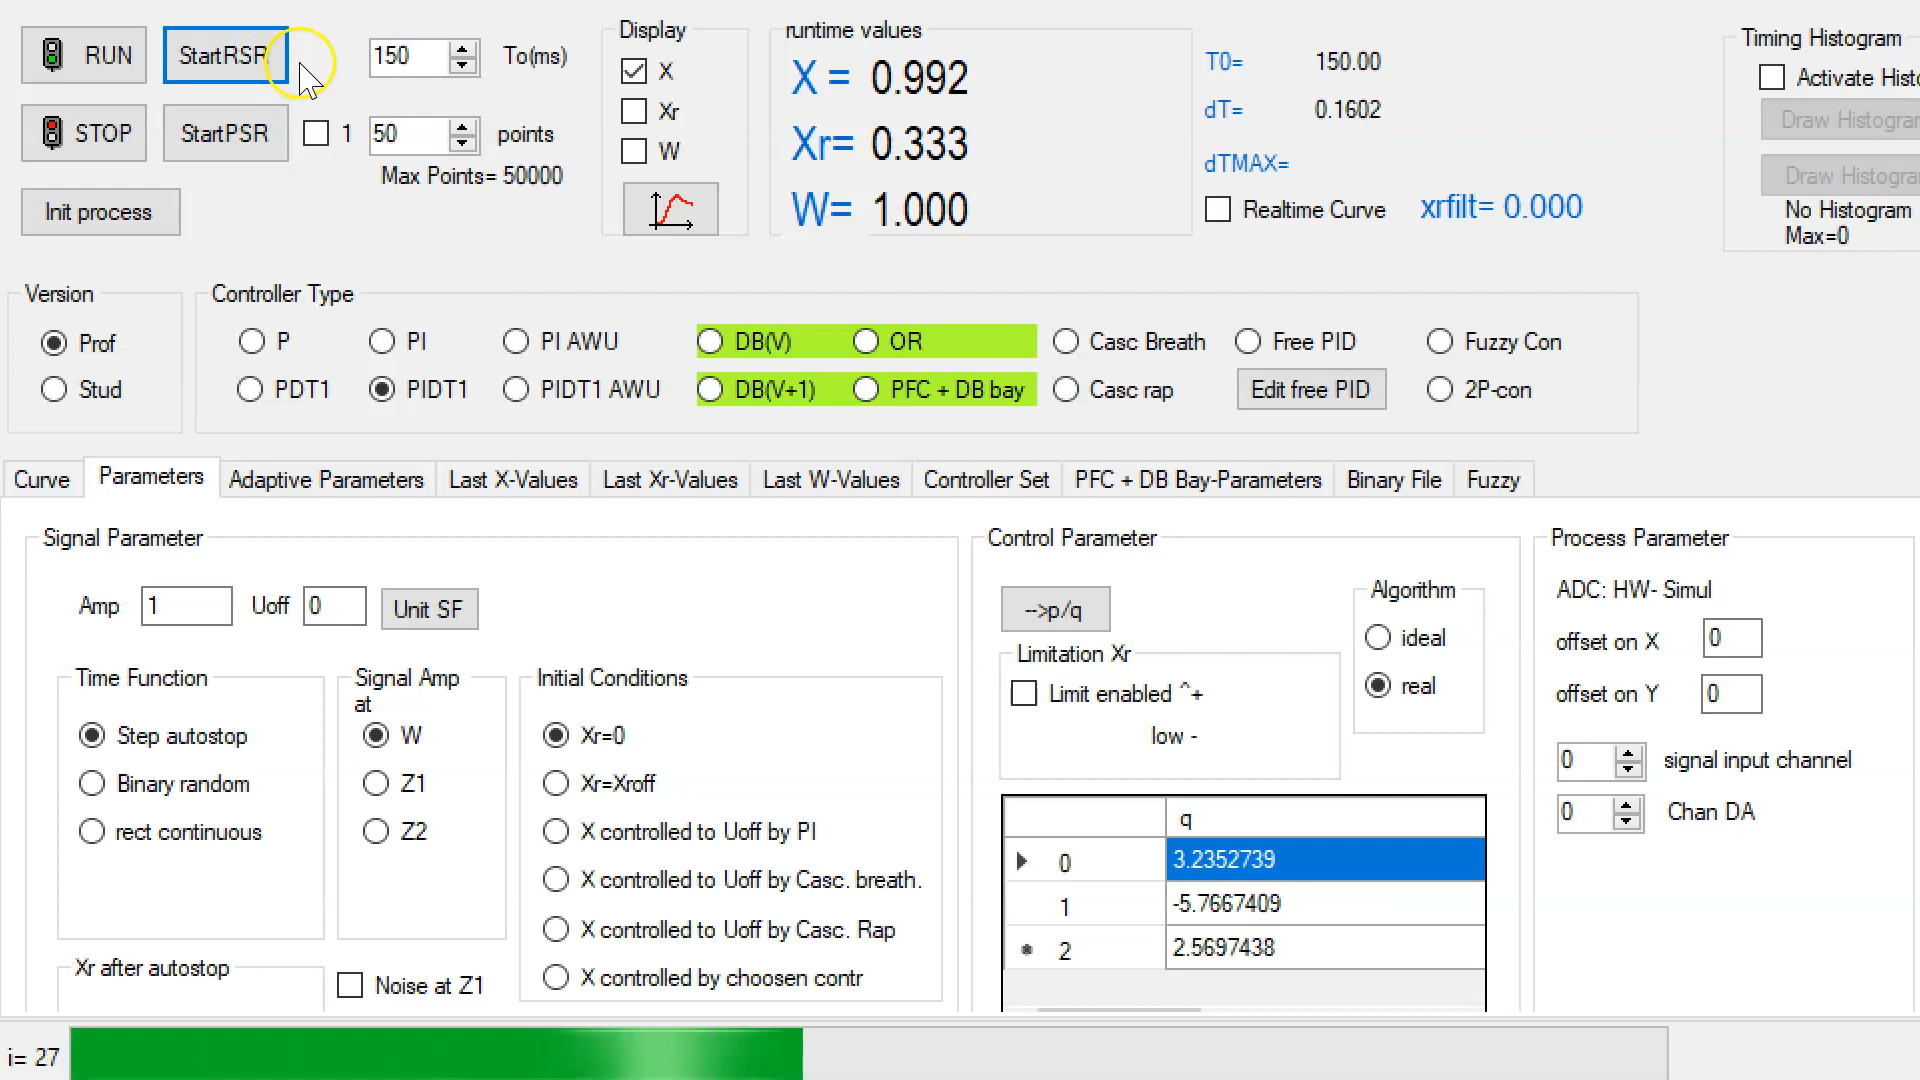 RUN
StartRSR
150
To(ms)
STOP
StartPSR
1
50
points
Max Points= 50000
Init process
Display
X
Xr
W
runtime values
X = 0.992
Xr= 0.333
W= 1.000
T0= 150.00
dT= 0.1602
dTMAX=
Realtime Curve
xrfilt= 0.000
Timing Histogram
Activate Histo
Draw Histogram
Draw Histogram
No Histogram
Max=0
Version
Prof
Stud
Controller Type
P
PI
PI AWU
DB(V)
OR
Casc Breath
Free PID
Fuzzy Con
PDT1
PIDT1
PIDT1 AWU
DB(V+1)
PFC + DB bay
Casc rap
Edit free PID
2P-con
Curve
Parameters
Adaptive Parameters
Last X-Values
Last Xr-Values
Last W-Values
Controller Set
PFC + DB Bay-Parameters
Binary File
Fuzzy
Signal Parameter
Amp
1
Uoff
0
Unit SF
Time Function
Step autostop
Binary random
rect continuous
Signal Amp
at
W
Z1
Z2
Initial Conditions
Xr=0
Xr=Xroff
X controlled to Uoff by PI
X controlled to Uoff by Casc. breath.
X controlled to Uoff by Casc. Rap
X controlled by choosen contr
Xr after autostop
Noise at Z1
Control Parameter
-->p/q
Limitation Xr
Limit enabled ^+
low -
Algorithm
ideal
real
q
0 3.2352739
1 -5.7667409
2 2.5697438
Process Parameter
ADC: HW- Simul
offset on X
0
offset on Y
0
0
signal input channel
0
Chan DA
i= 27